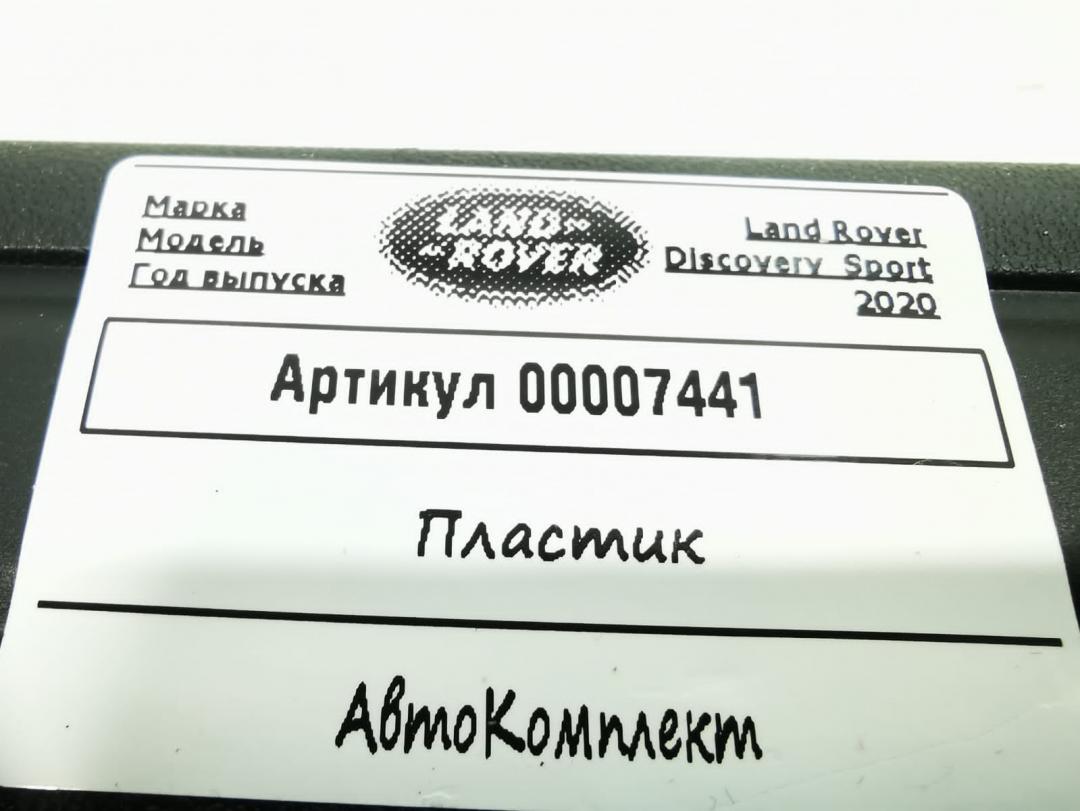 Марка LAND ROVER Land Rover
Модель Discovery Sport
Год выпуска 2020
Артикул 00007441
Пластик
АвтоКомплект